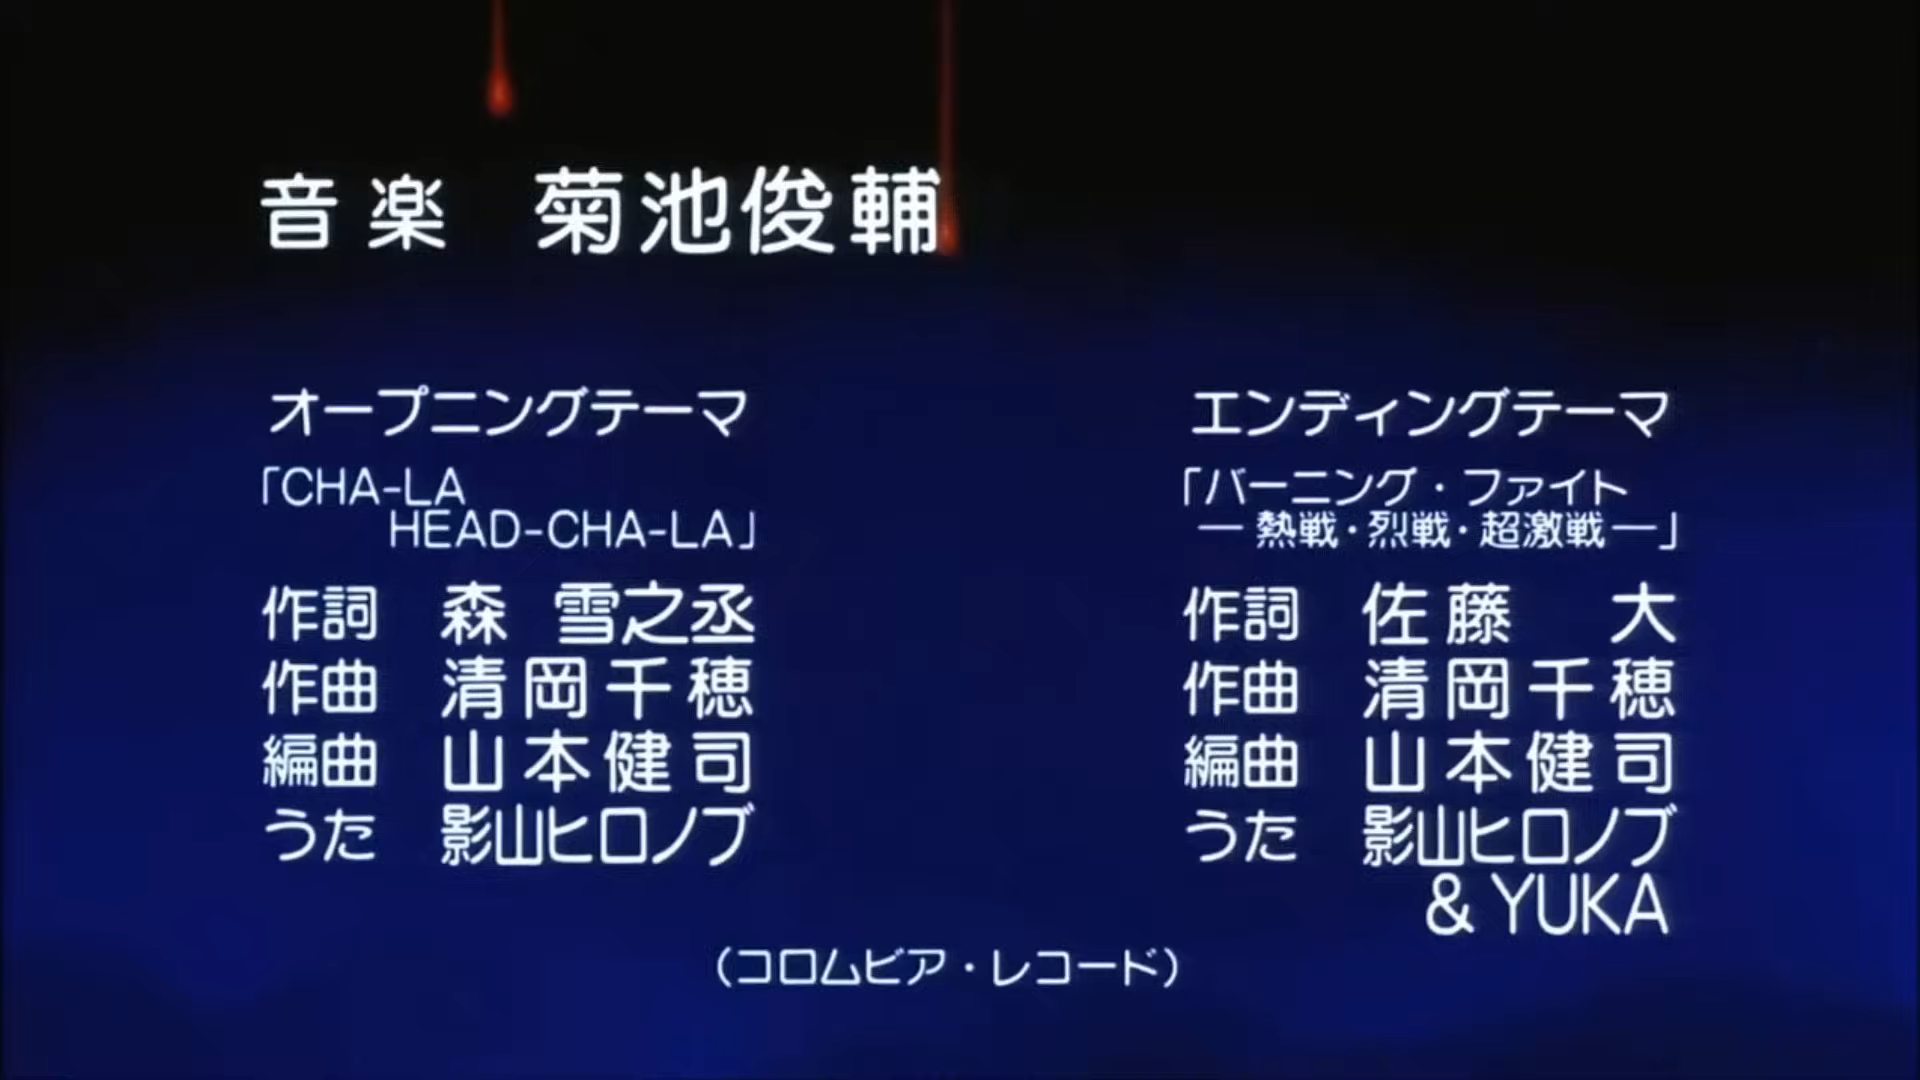 音楽 菊池俊輔
オープニングテーマ
「CHA-LA
HEAD-CHA-LA」
作詞 森 雪之丞
作曲 清岡千穂
編曲 山本健司
うた 影山ヒロノブ
エンディングテーマ
「バーニング・ファイト
― 熱戦・烈戦・超激戦 ―」
作詞 佐藤 大
作曲 清岡千穂
編曲 山本健司
うた 影山ヒロノブ
& YUKA
(コロムビア・レコード)